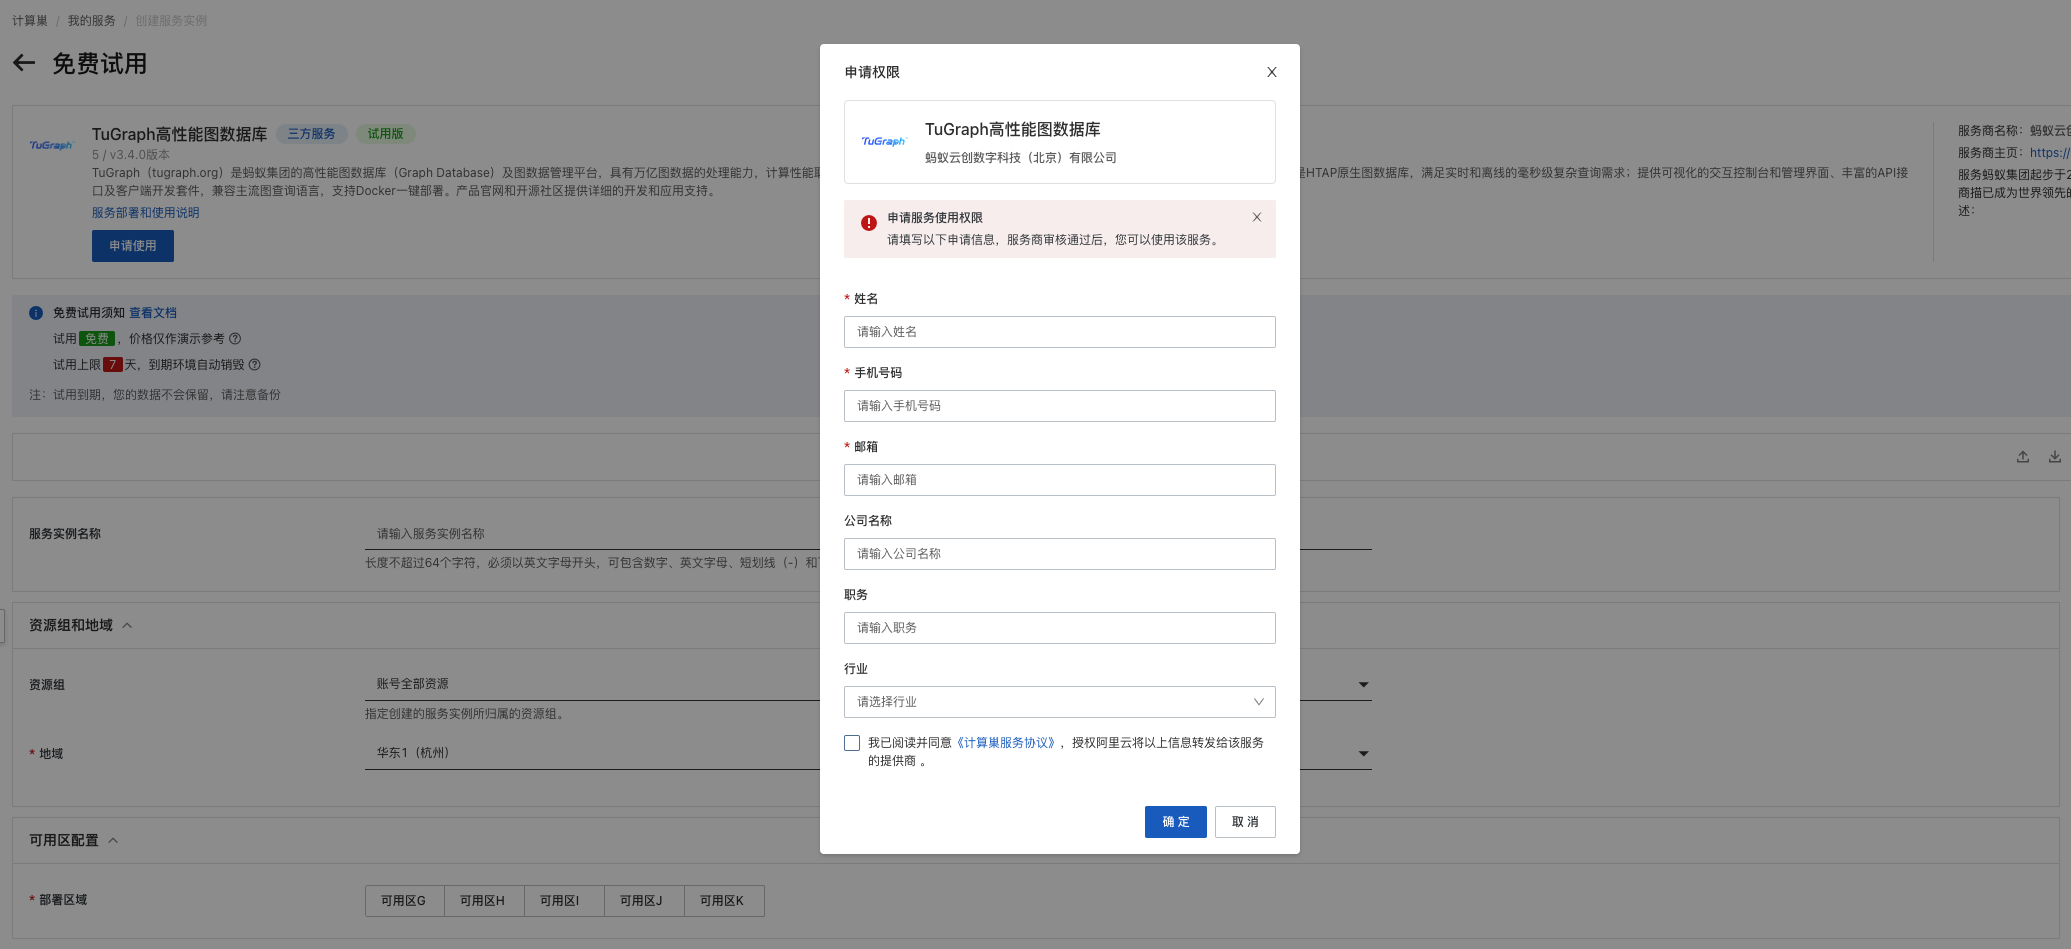 计算巢 / 我的服务 / 创建服务实例
免费试用
TuGraph
TuGraph高性能图数据库 三方服务 试用版
5 / v3.4.0版本
TuGraph（tugraph.org）是蚂蚁集团的高性能图数据库（Graph Database）及图数据管理平台，具有万亿图数据的处理能力，计算性能
是HTAP原生图数据库，满足实时和离线的毫秒级复杂查询需求；提供可视化的交互控制台和管理界面、丰富的API接
口及客户端开发套件，兼容主流图查询语言，支持Docker一键部署。产品官网和开源社区提供详细的开发和应用支持。
服务部署和使用说明
申请使用
服务商名称：蚂蚁云
服务商主页：https://
服务蚂蚁集团起步于
商描已成为世界领先的
述：
免费试用须知 查看文档
试用 免费 ，价格仅作演示参考
试用上限 7 天，到期环境自动销毁
注：试用到期，您的数据不会保留，请注意备份
服务实例名称
请输入服务实例名称
长度不超过64个字符，必须以英文字母开头，可包含数字、英文字母、短划线（-）和
资源组和地域
资源组
账号全部资源
指定创建的服务实例所归属的资源组。
* 地域
华东1（杭州）
可用区配置
* 部署区域
可用区G 可用区H 可用区I 可用区J 可用区K
申请权限
TuGraph
TuGraph高性能图数据库
蚂蚁云创数字科技（北京）有限公司
申请服务使用权限
请填写以下申请信息，服务商审核通过后，您可以使用该服务。
* 姓名
请输入姓名
* 手机号码
请输入手机号码
* 邮箱
请输入邮箱
公司名称
请输入公司名称
职务
请输入职务
行业
请选择行业
我已阅读并同意《计算巢服务协议》，授权阿里云将以上信息转发给该服务
的提供商 。
确 定 取 消